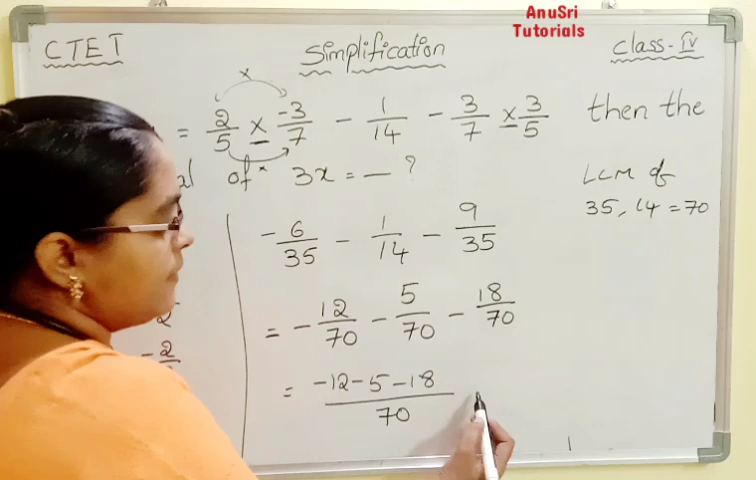 AnuSri
Tutorials
CTET
Simplification
Class-IV
= 2/5 × -3/7 - 1/14 - 3/7 × 3/5 then the
×
of × 3x = — ?
LCM of
35, 14 = 70
- 6/35 - 1/14 - 9/35
= - 12/70 - 5/70 - 18/70
= -12-5-18/70
2
-2